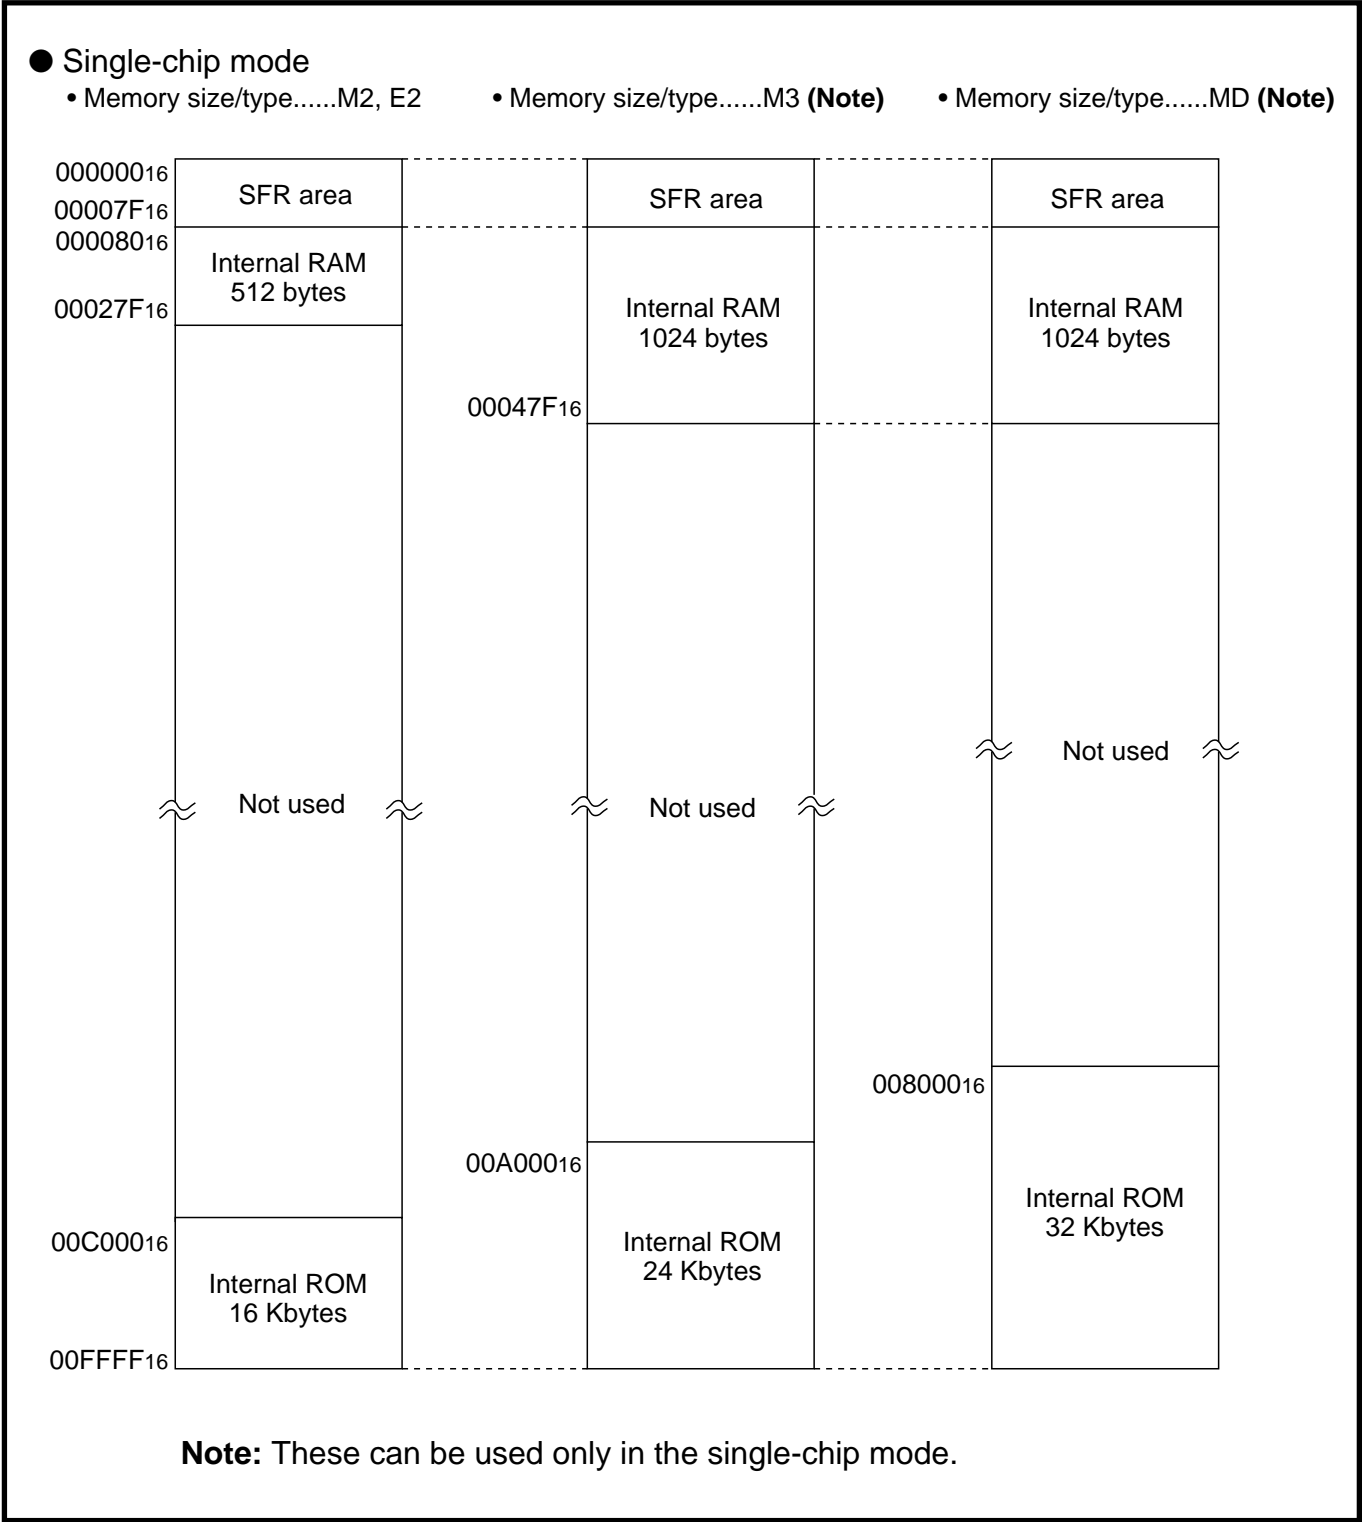 ● Single-chip mode
• Memory size/type......M2, E2
• Memory size/type......M3 (Note)
• Memory size/type......MD (Note)
00000016
00007F16
00008016
00027F16
SFR area
Internal RAM
512 bytes
Not used
00C00016
Internal ROM
16 Kbytes
00FFFF16
SFR area
Internal RAM
1024 bytes
00047F16
Not used
00A00016
Internal ROM
24 Kbytes
SFR area
Internal RAM
1024 bytes
Not used
00800016
Internal ROM
32 Kbytes
Note: These can be used only in the single-chip mode.